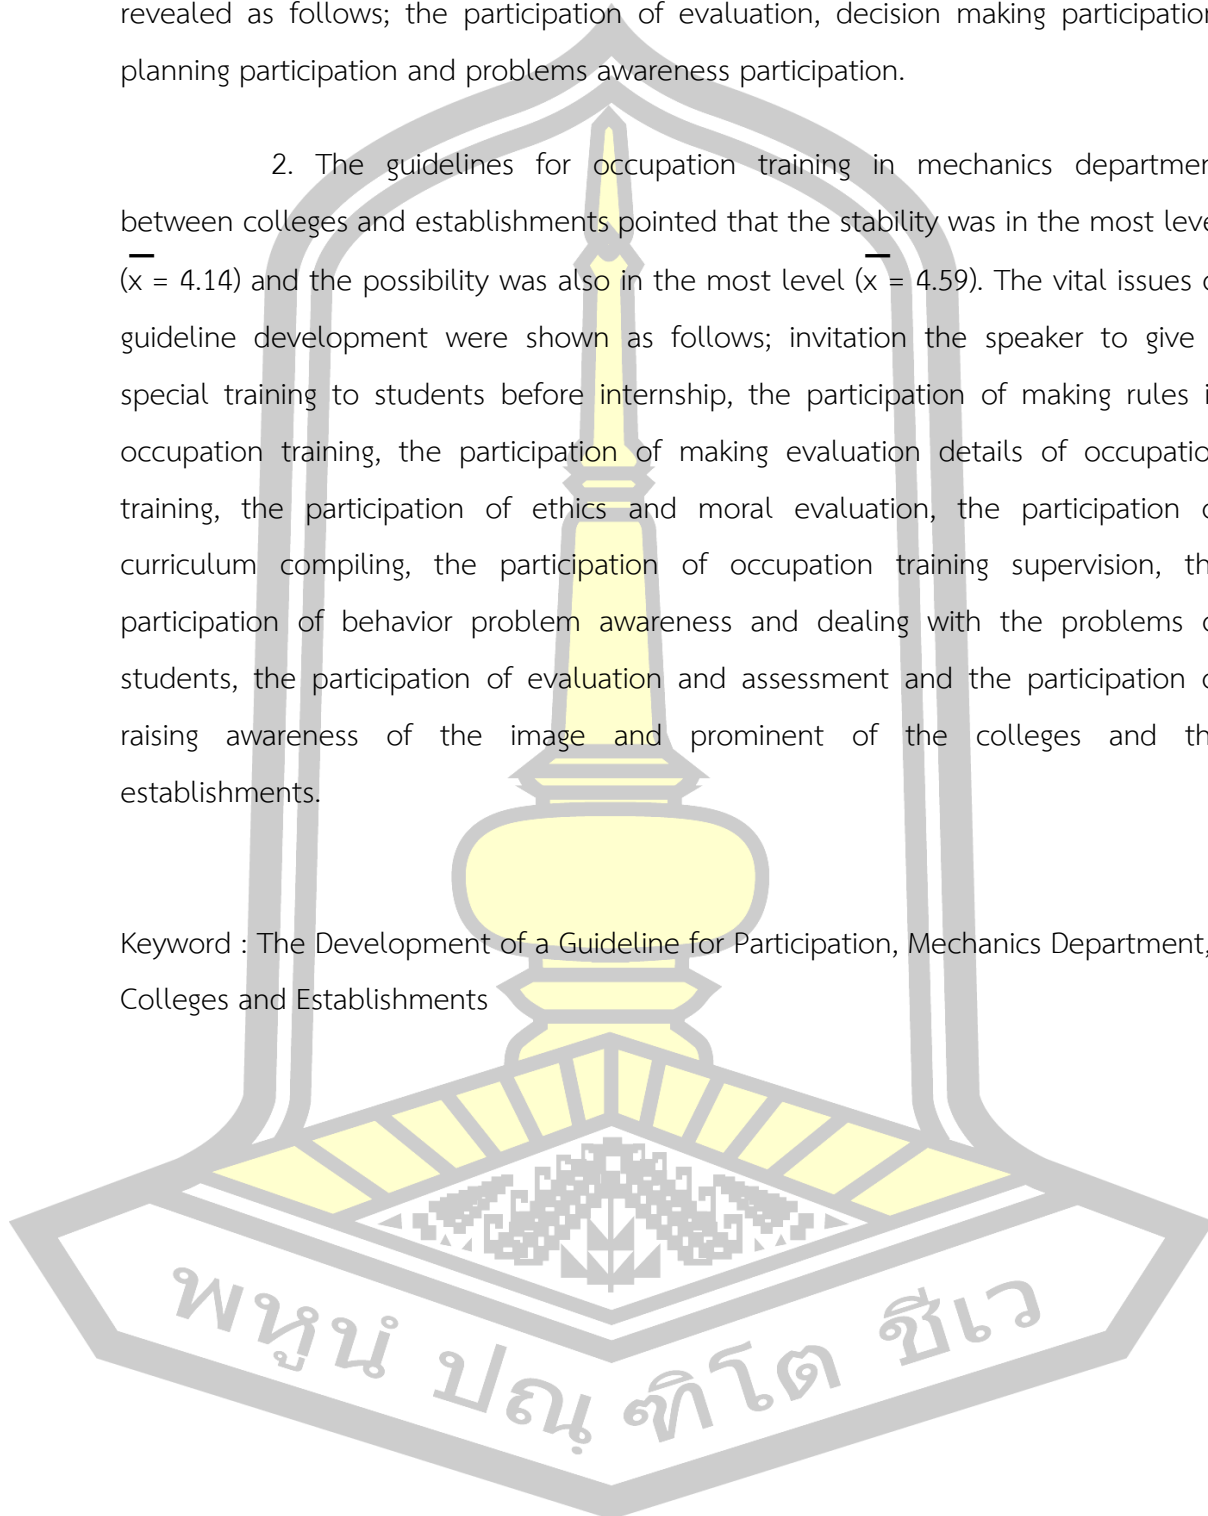 revealed as follows; the participation of evaluation, decision making participation
planning participation and problems awareness participation.
2. The guidelines for occupation training in mechanics departmen
between colleges and establishments pointed that the stability was in the most leve
(x̅ = 4.14) and the possibility was also in the most level (x̅ = 4.59). The vital issues o
guideline development were shown as follows; invitation the speaker to give
special training to students before internship, the participation of making rules i
occupation training, the participation of making evaluation details of occupatio
training, the participation of ethics and moral evaluation, the participation o
curriculum compiling, the participation of occupation training supervision, th
participation of behavior problem awareness and dealing with the problems o
students, the participation of evaluation and assessment and the participation o
raising awareness of the image and prominent of the colleges and th
establishments.
Keyword : The Development of a Guideline for Participation, Mechanics Department,
Colleges and Establishments
พหูนํ ปณฺฑิโต ชีเว